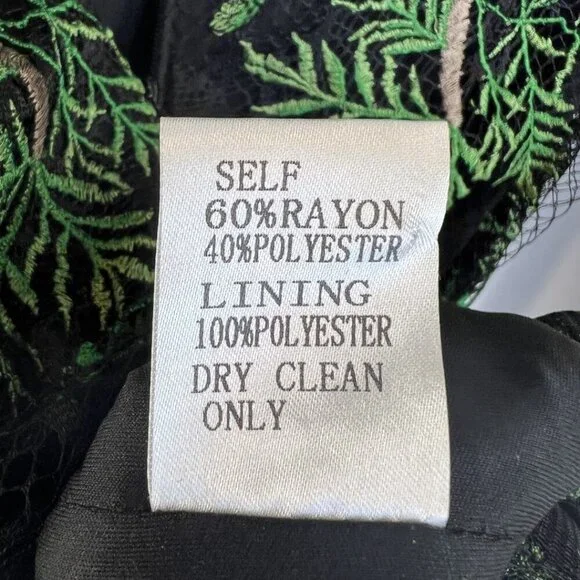 SELF
60%RAYON
40%POLYESTER
LINING
100%POLYESTER
DRY CLEAN
ONLY